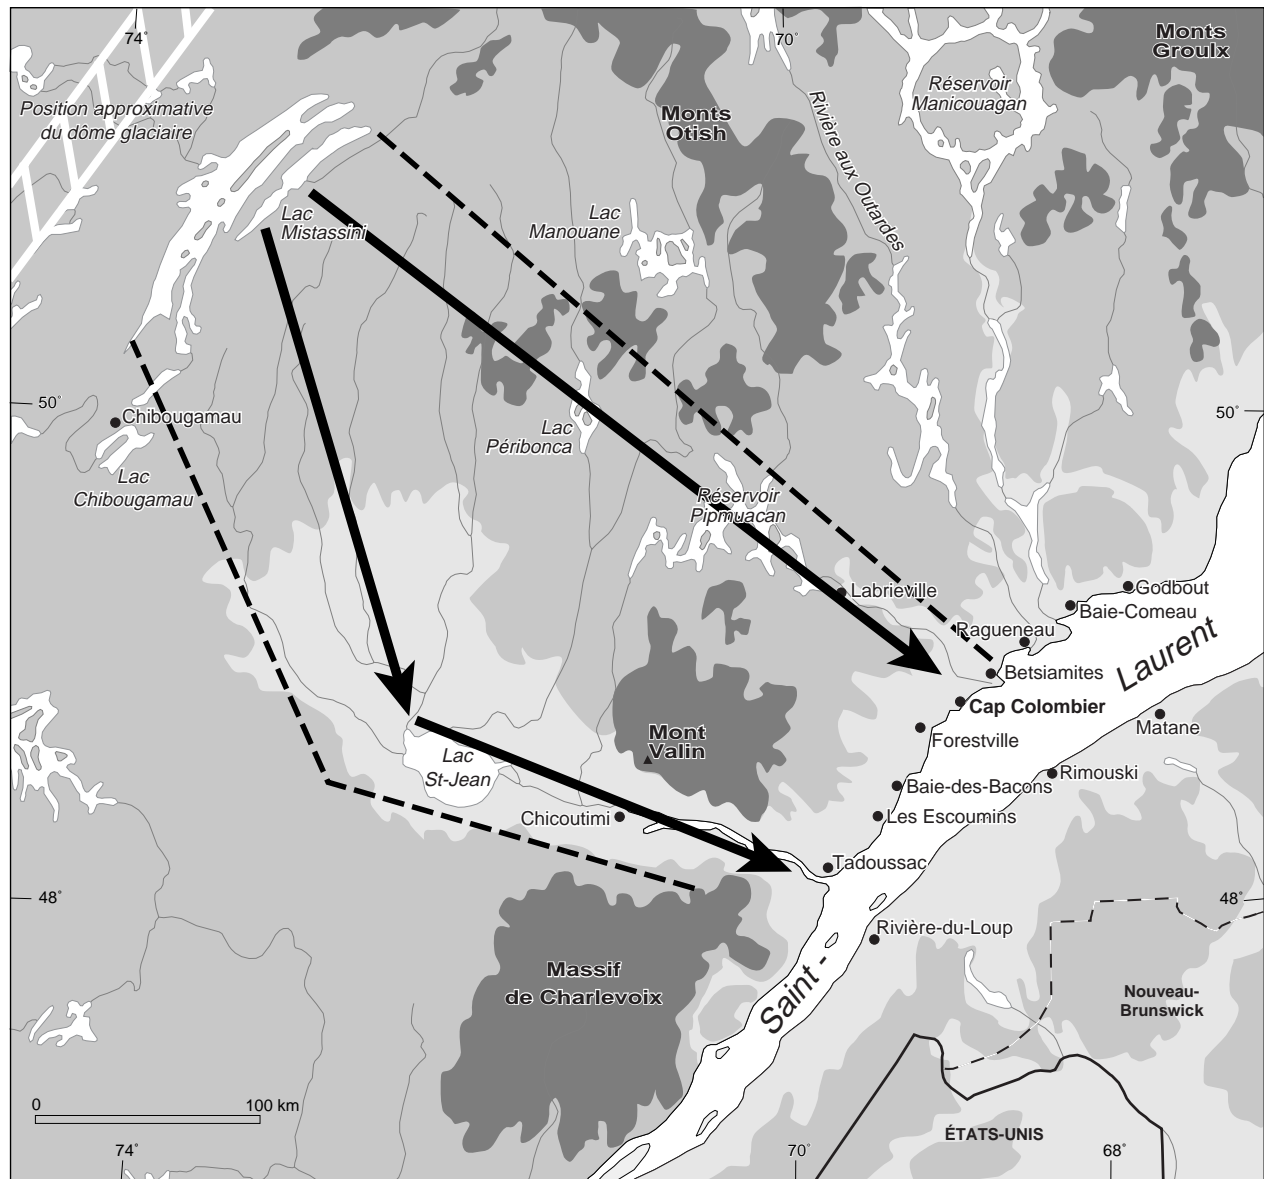 74°
70°
Monts
Groulx
Position approximative
du dôme glaciaire
Réservoir
Manicouagan
Monts
Otish
Rivière aux Outardes
Lac
Mistassini
Lac
Manouane
50°
50°
Chibougamau
Lac
Péribonca
Lac
Chibougamau
Réservoir
Pipmuacan
Labrieville
Godbout
Baie-Comeau
Ragueneau
Betsiamites
Cap Colombier
Matane
Forestville
Mont
Valin
Lac
St-Jean
Rimouski
Baie-des-Bacons
Les Escoumins
Chicoutimi
Tadoussac
48°
48°
Rivière-du-Loup
Saint - Laurent
Massif
de Charlevoix
Nouveau-
Brunswick
0 100 km
ÉTATS-UNIS
74°
70°
68°